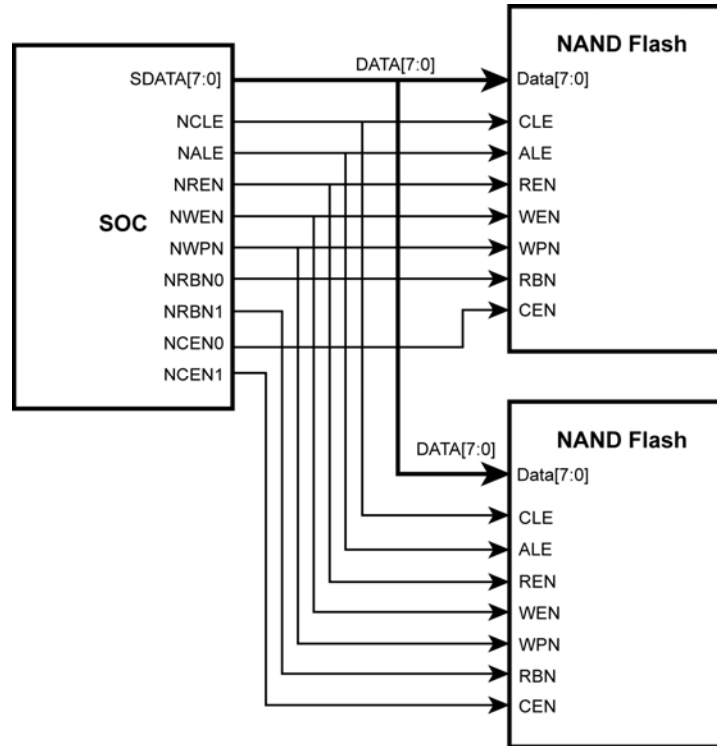 SOC
SDATA[7:0]
NCLE
NALE
NREN
NWEN
NWPN
NRBN0
NRBN1
NCEN0
NCEN1
DATA[7:0]
NAND Flash
Data[7:0]
CLE
ALE
REN
WEN
WPN
RBN
CEN
DATA[7:0]
NAND Flash
Data[7:0]
CLE
ALE
REN
WEN
WPN
RBN
CEN